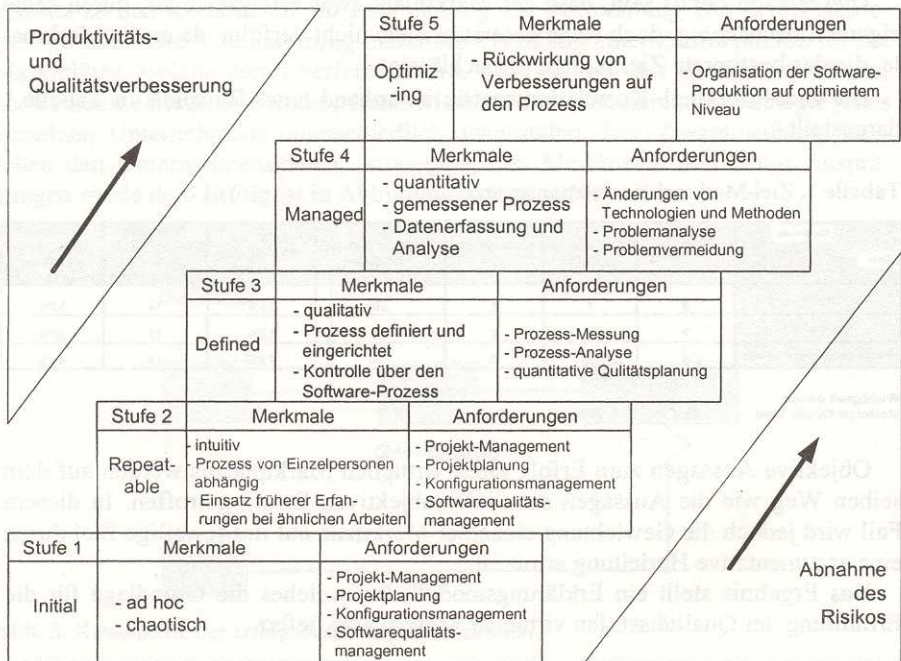 Produktivitäts-
und
Qualitätsverbesserung
Stufe 5
Merkmale
Anforderungen
Optimiz
-ing
- Rückwirkung von
Verbesserungen auf
den Prozess
- Organisation der Software-
Produktion auf optimiertem
Niveau
Stufe 4
Merkmale
Anforderungen
Managed
- quantitativ
- gemessener Prozess
- Datenerfassung und
Analyse
- Änderungen von
Technologien und Methoden
- Problemanalyse
- Problemvermeidung
Stufe 3
Merkmale
Anforderungen
Defined
- qualitativ
- Prozess definiert und
eingerichtet
- Kontrolle über den
Software-Prozess
- Prozess-Messung
- Prozess-Analyse
- quantitative Qulitätsplanung
Stufe 2
Merkmale
Anforderungen
Repeat-
able
- intuitiv
- Prozess von Einzelpersonen
abhängig
- Einsatz früherer Erfah-
rungen bei ähnlichen Arbeiten
- Projekt-Management
- Projektplanung
- Konfigurationsmanagement
- Softwarequalitäts-
management
Stufe 1
Merkmale
Anforderungen
Initial
- ad hoc
- chaotisch
- Projekt-Management
- Projektplanung
- Konfigurationsmanagement
- Softwarequalitäts-
management
Abnahme
des
Risikos